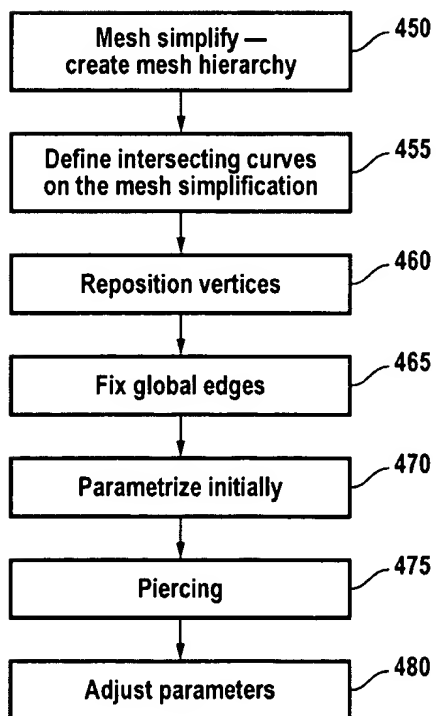 Mesh simplify —
create mesh hierarchy
450
Define intersecting curves
on the mesh simplification
455
Reposition vertices
460
Fix global edges
465
Parametrize initially
470
Piercing
475
Adjust parameters
480